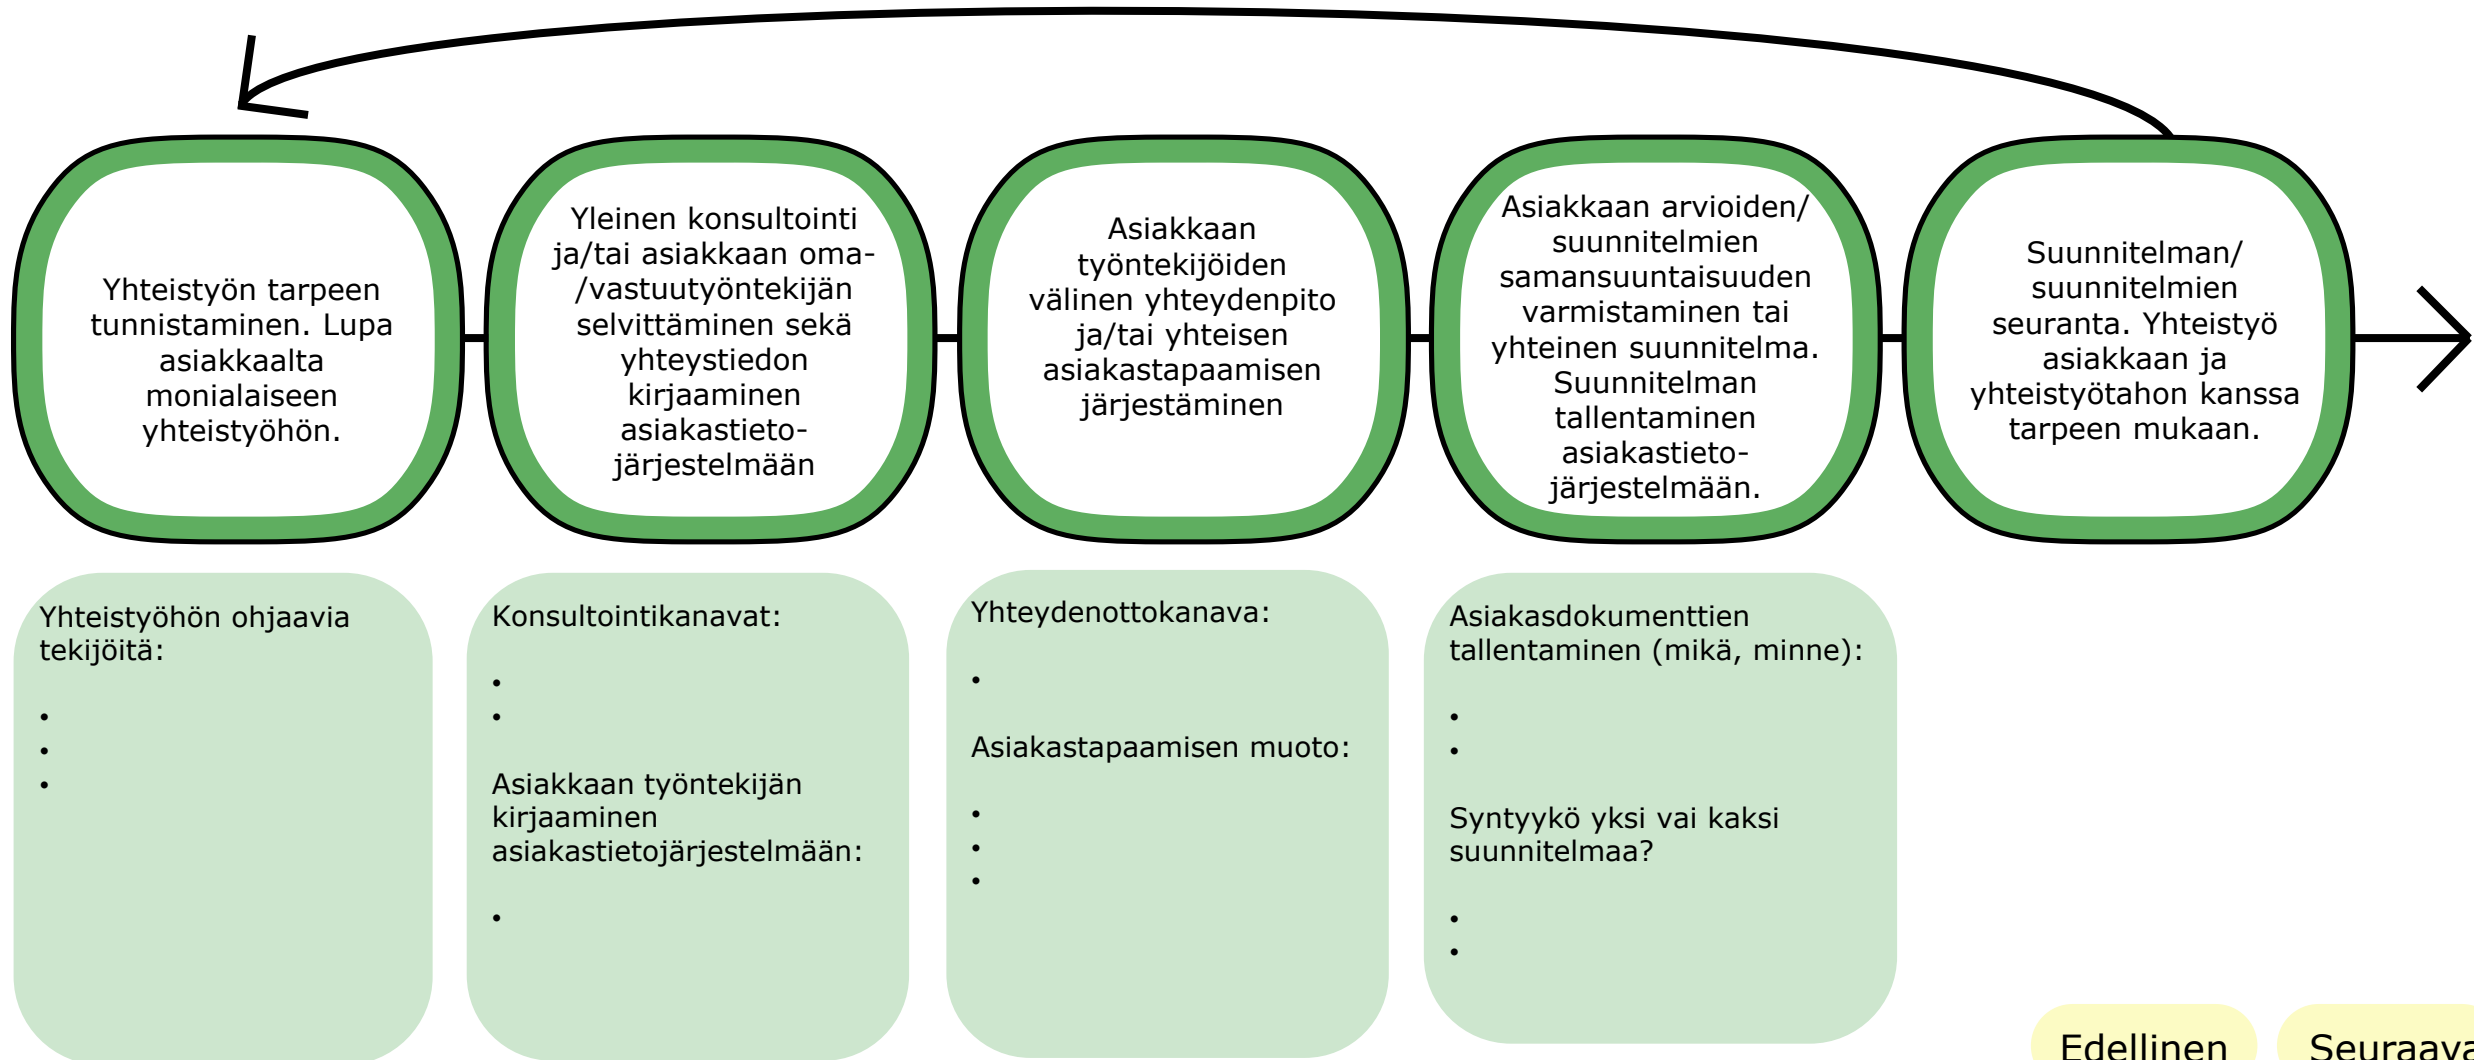 Yhteistyön tarpeen
tunnistaminen. Lupa
asiakkaalta
monialaiseen
yhteistyöhön.
Yleinen konsultointi
ja/tai asiakkaan oma-
/vastuutyöntekijän
selvittäminen sekä
yhteystiedon
kirjaaminen
asiakastieto-
järjestelmään
Asiakkaan
työntekijöiden
välinen yhteydenpito
ja/tai yhteisen
asiakastapaamisen
järjestäminen
Asiakkaan arvioiden/
suunnitelmien
samansuuntaisuuden
varmistaminen tai
yhteinen suunnitelma.
Suunnitelman
tallentaminen
asiakastieto-
järjestelmään.
Suunnitelman/
suunnitelmien
seuranta. Yhteistyö
asiakkaan ja
yhteistyötahon kanssa
tarpeen mukaan.
Yhteistyöhön ohjaavia
tekijöitä:
•
•
•
Konsultointikanavat:
•
•
Asiakkaan työntekijän
kirjaaminen
asiakastietojärjestelmään:
•
Yhteydenottokanava:
•
Asiakastapaamisen muoto:
•
•
•
Asiakasdokumenttien
tallentaminen (mikä, minne):
•
•
Syntyykö yksi vai kaksi
suunnitelmaa?
•
•
Edellinen
Seuraava